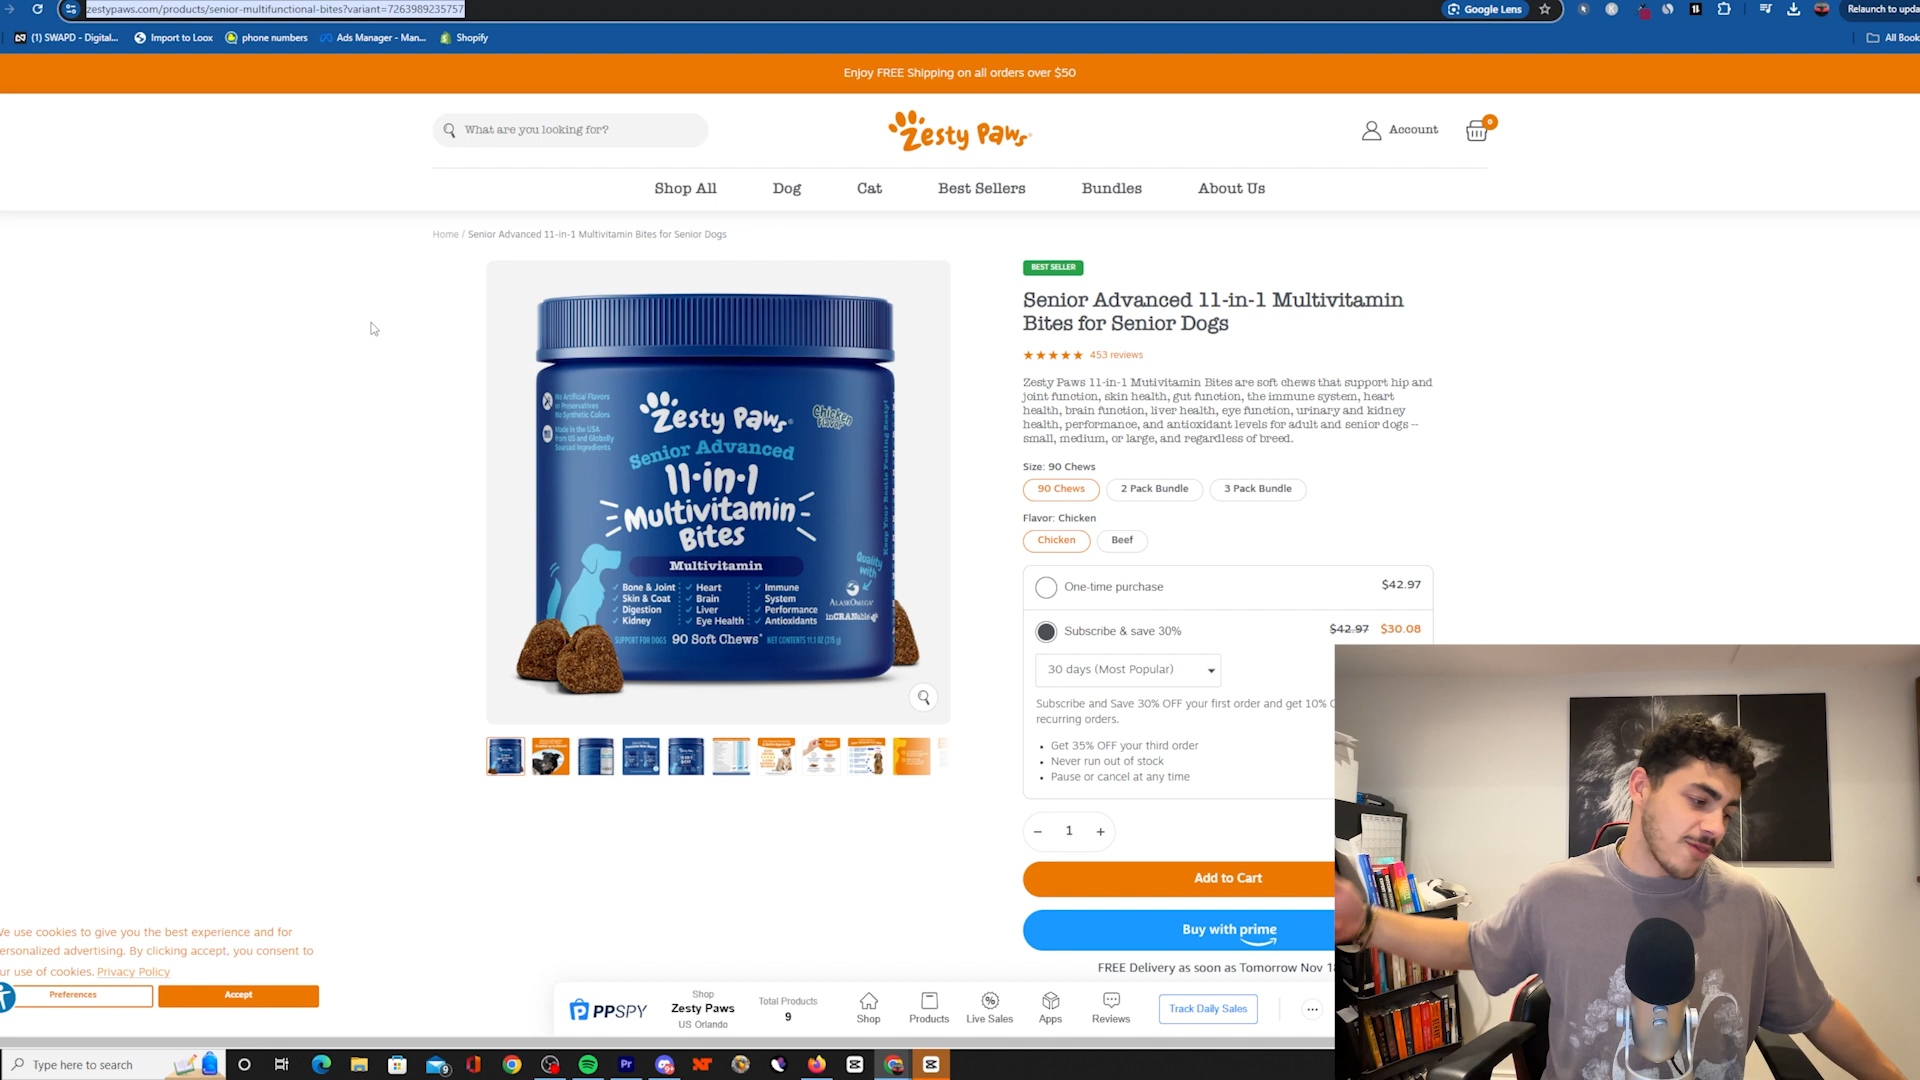 zestypaws.com/products/senior-multifunctional-bites?variant=7263989235757
Google Lens
Relaunch to upda
(1) SWAPD - Digital...
Import to Loox
phone numbers
Ads Manager - Man...
Shopify
All Book
Enjoy FREE Shipping on all orders over $50
What are you looking for?
Zesty Paws
Account
0
Shop All
Dog
Cat
Best Sellers
Bundles
About Us
Home / Senior Advanced 11-in-1 Multivitamin Bites for Senior Dogs
No Artificial Flavors
or Preservatives
No Synthetic Colors
Made in the USA
from US and Globally
Sourced Ingredients
Zesty Paws
Chicken
Flavor
Senior Advanced
11-in-1
Multivitamin
Bites
Multivitamin
Quality
with
AlaskOmega
inCRANable
Bone & Joint
Skin & Coat
Digestion
Kidney
Heart
Brain
Liver
Eye Health
Immune
System
Performance
Antioxidants
SUPPORT FOR DOGS
90 Soft Chews
NET CONTENTS 11.1 OZ (315 g)
BEST SELLER
Senior Advanced 11-in-1 Multivitamin
Bites for Senior Dogs
453 reviews
Zesty Paws 11-in-1 Mutivitamin Bites are soft chews that support hip and
joint function, skin health, gut function, the immune system, heart
health, brain function, liver health, eye function, urinary and kidney
health, performance, and antioxidant levels for adult and senior dogs --
small, medium, or large, and regardless of breed.
Size: 90 Chews
90 Chews
2 Pack Bundle
3 Pack Bundle
Flavor: Chicken
Chicken
Beef
One-time purchase
$42.97
Subscribe & save 30%
$42.97 $30.08
30 days (Most Popular)
Subscribe and Save 30% OFF your first order and get 10%
recurring orders.
Get 35% OFF your third order
Never run out of stock
Pause or cancel at any time
− 1 +
Add to Cart
Buy with prime
FREE Delivery as soon as Tomorrow Nov 1
We use cookies to give you the best experience and for
ersonalized advertising. By clicking accept, you consent to
ur use of cookies. Privacy Policy
Preferences
Accept
PPSPY
Shop
Zesty Paws
US Orlando
Total Products
9
Shop
Products
Live Sales
Apps
Reviews
Track Daily Sales
Type here to search